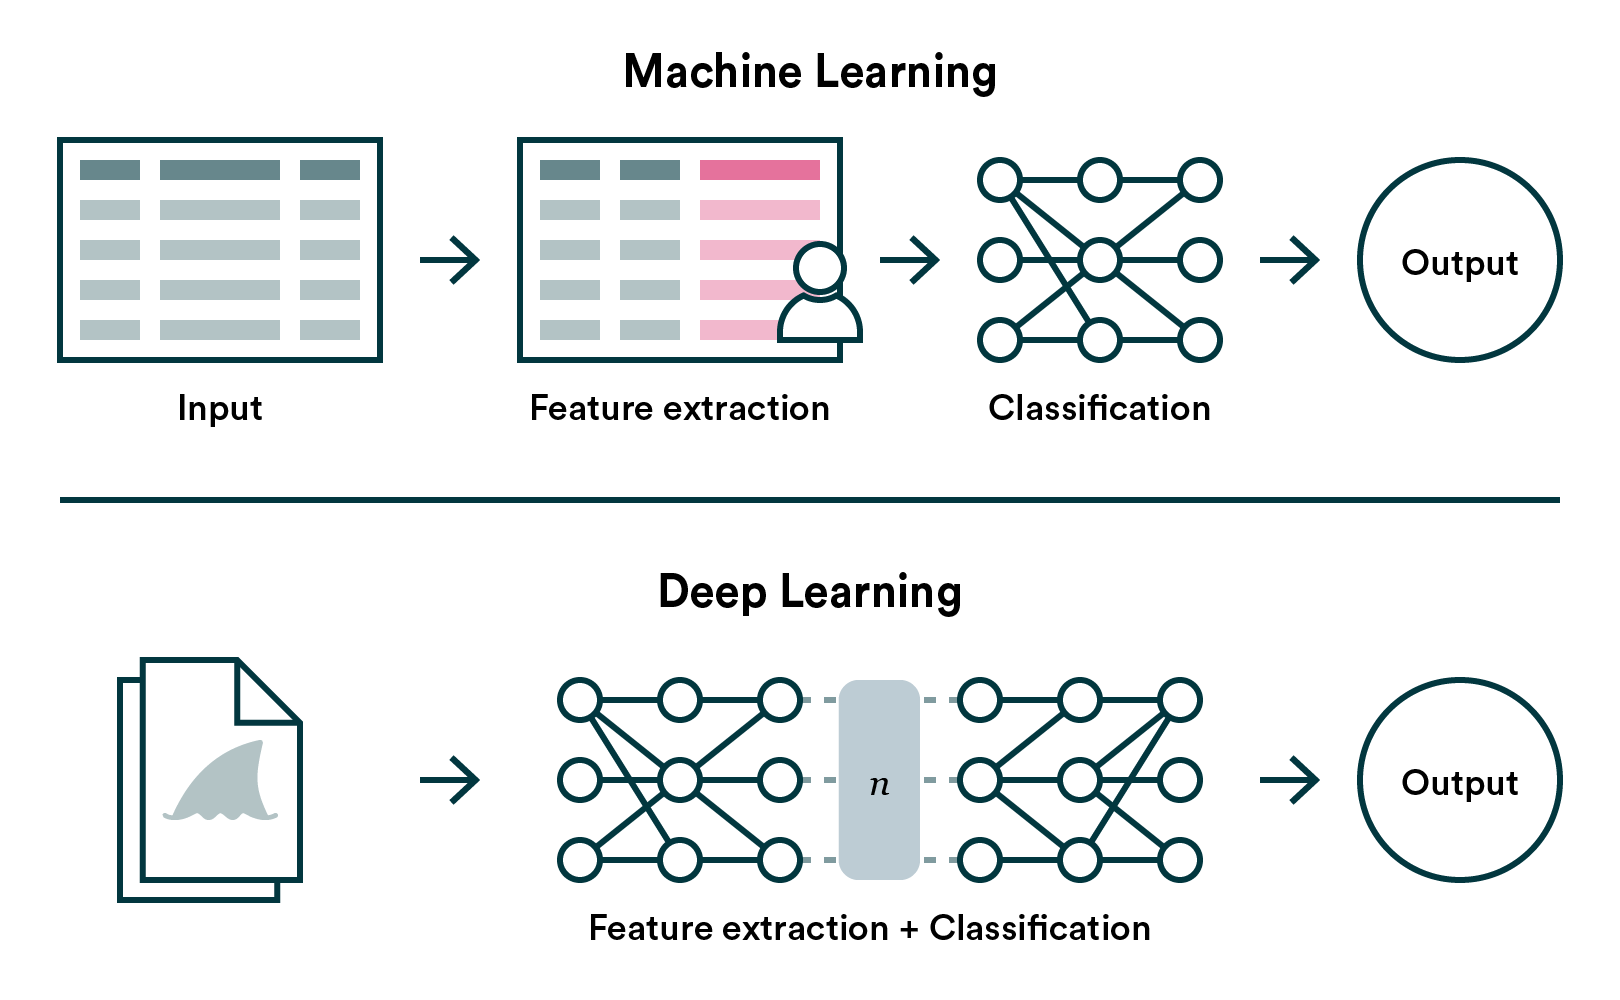 Machine Learning
Output
Input
Feature extraction
Classification
Deep Learning
n
Output
Feature extraction + Classification